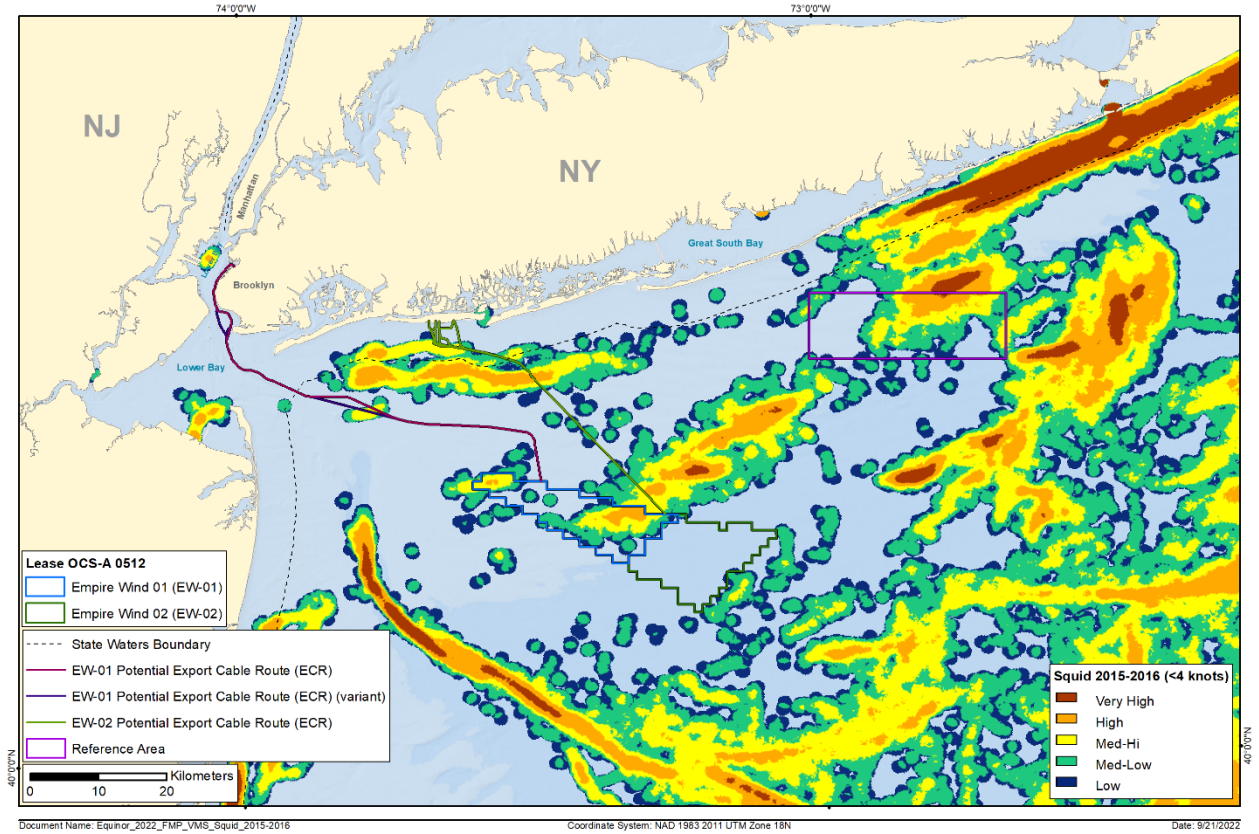 74°0'0"W
73°0'0"W
NJ
NY
Manhattan
Great South Bay
Brooklyn
Lower Bay
Lease OCS-A 0512
Empire Wind 01 (EW-01)
Empire Wind 02 (EW-02)
State Waters Boundary
EW-01 Potential Export Cable Route (ECR)
EW-01 Potential Export Cable Route (ECR) (variant)
EW-02 Potential Export Cable Route (ECR)
Reference Area
Kilometers
0 10 20
Squid 2015-2016 (<4 knots)
Very High
High
Med-Hi
Med-Low
Low
40°0'0"N
40°0'0"N
Document Name: Equinor_2022_FMP_VMS_Squid_2015-2016
Coordinate System: NAD 1983 2011 UTM Zone 18N
Date: 9/21/2022